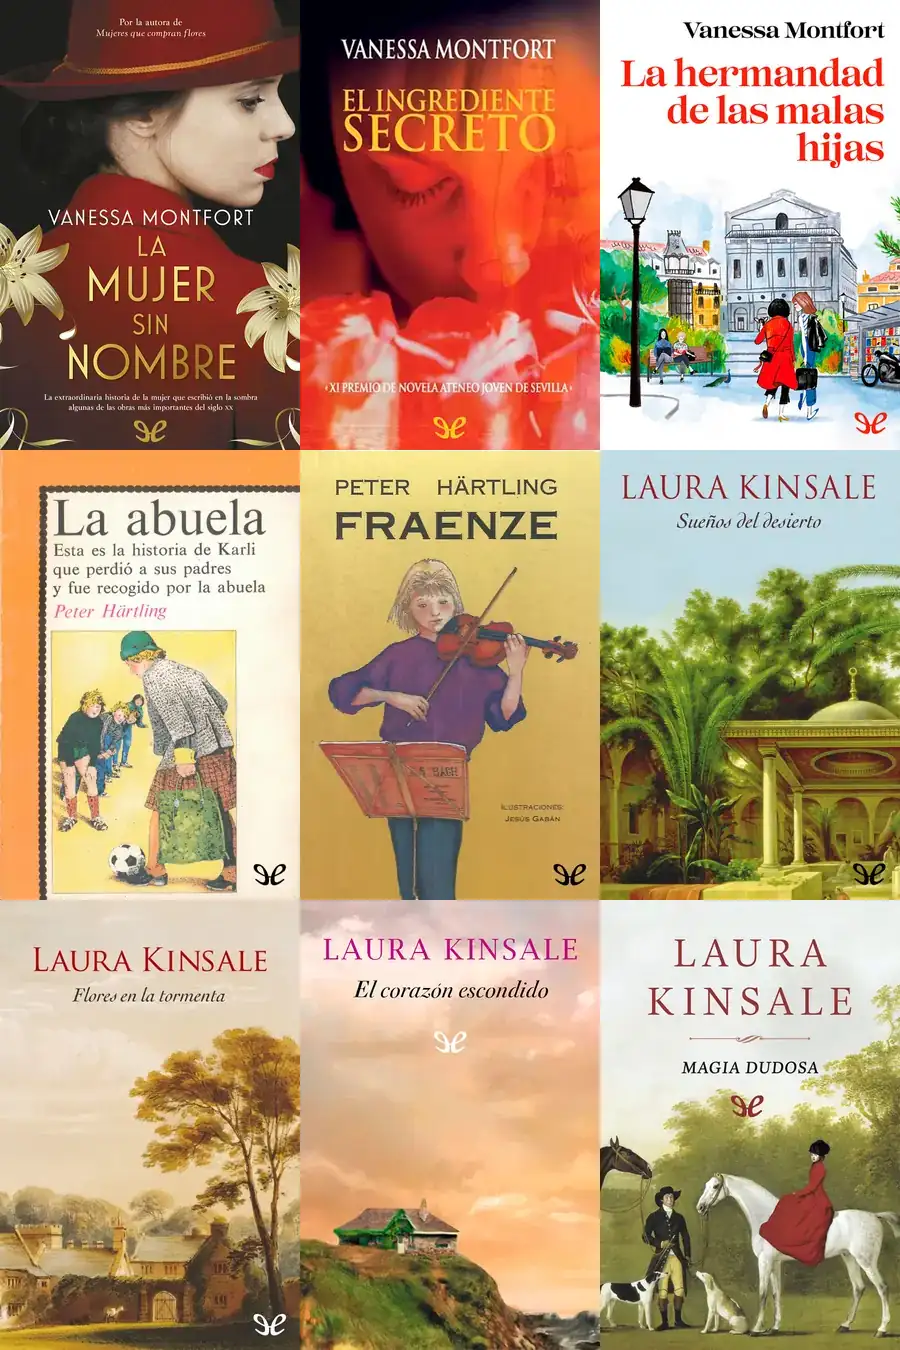 Por la autora de
Mujeres que compran flores
VANESSA MONTFORT
LA
MUJER
SIN
NOMBRE
La extraordinaria historia de la mujer que escribió en la sombra
algunas de las obras más importantes del siglo XX
VANESSA MONTFORT
EL INGREDIENTE
SECRETO
‹XI PREMIO DE NOVELA ATENEO JOVEN DE SEVILLA›
Vanessa Montfort
La hermandad
de las malas
hijas
La abuela
Esta es la historia de Karli
que perdió a sus padres
y fue recogido por la abuela
Peter Härtling
PETER HÄRTLING
FRAENZE
BACH
ILUSTRACIONES:
JESÚS GABÁN
LAURA KINSALE
Sueños del desierto
LAURA KINSALE
Flores en la tormenta
LAURA KINSALE
El corazón escondido
LAURA
KINSALE
MAGIA DUDOSA